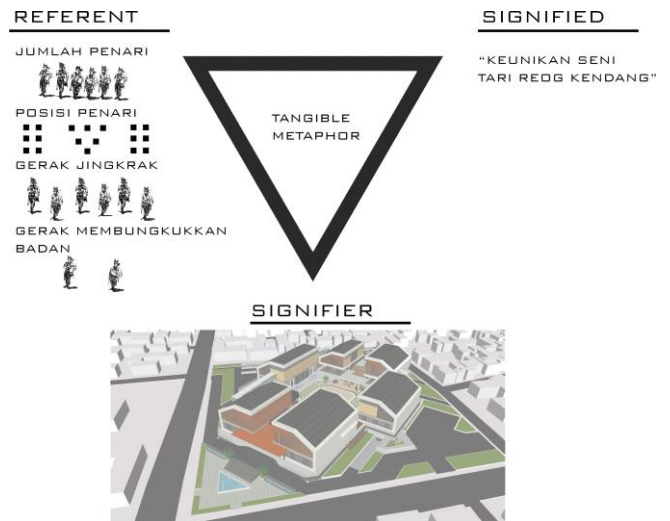 REFERENT
JUMLAH PENARI
POSISI PENARI
GERAK JINGKRAK
GERAK MEMBUNGKUKKAN
BADAN
TANGIBLE
METAPHOR
SIGNIFIED
“KEUNIKAN SENI
TARI REOG KENDANG”
SIGNIFIER